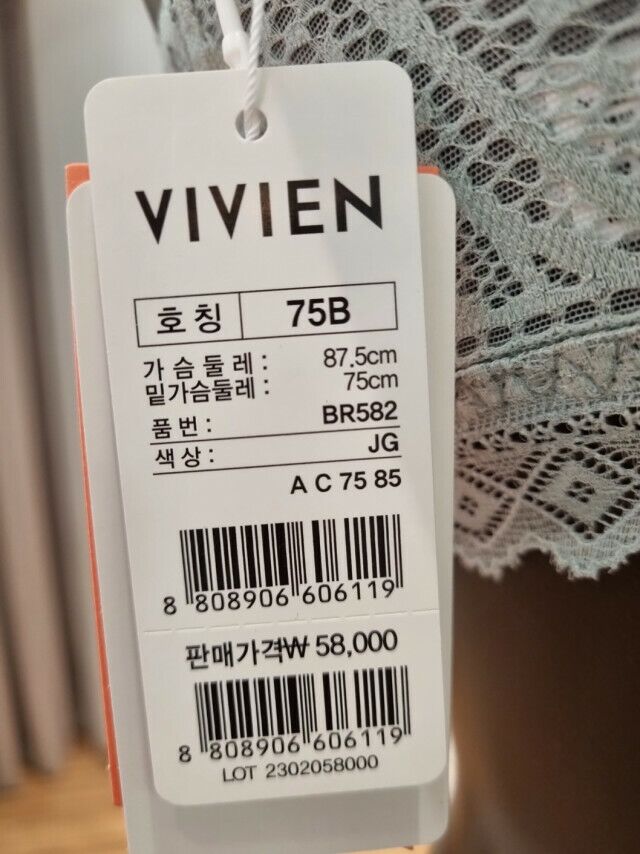 VIVIEN
호칭 75B
가슴둘레: 87.5cm
밑가슴둘레: 75cm
품번: BR582
색상: JG
A C 75 85
8 808906 606119
판매가격₩ 58,000
8 808906 606119
LOT 2302058000